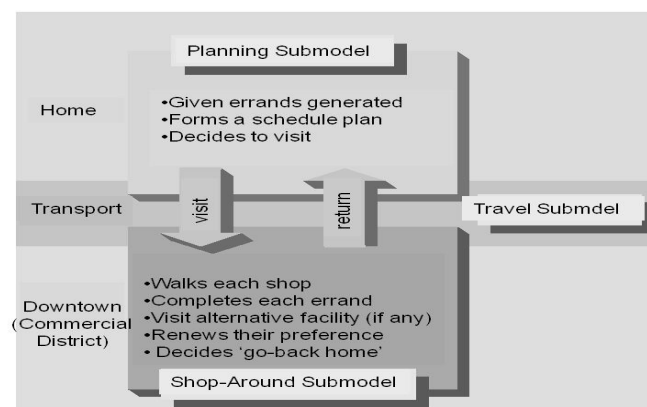 Planning Submodel
Home
•Given errands generated
•Forms a schedule plan
•Decides to visit
Transport
visit
return
Travel Submdel
Downtown
(Commercial
District)
•Walks each shop
•Completes each errand
•Visit alternative facility (if any)
•Renews their preference
• Decides ‘go-back home’
Shop-Around Submodel